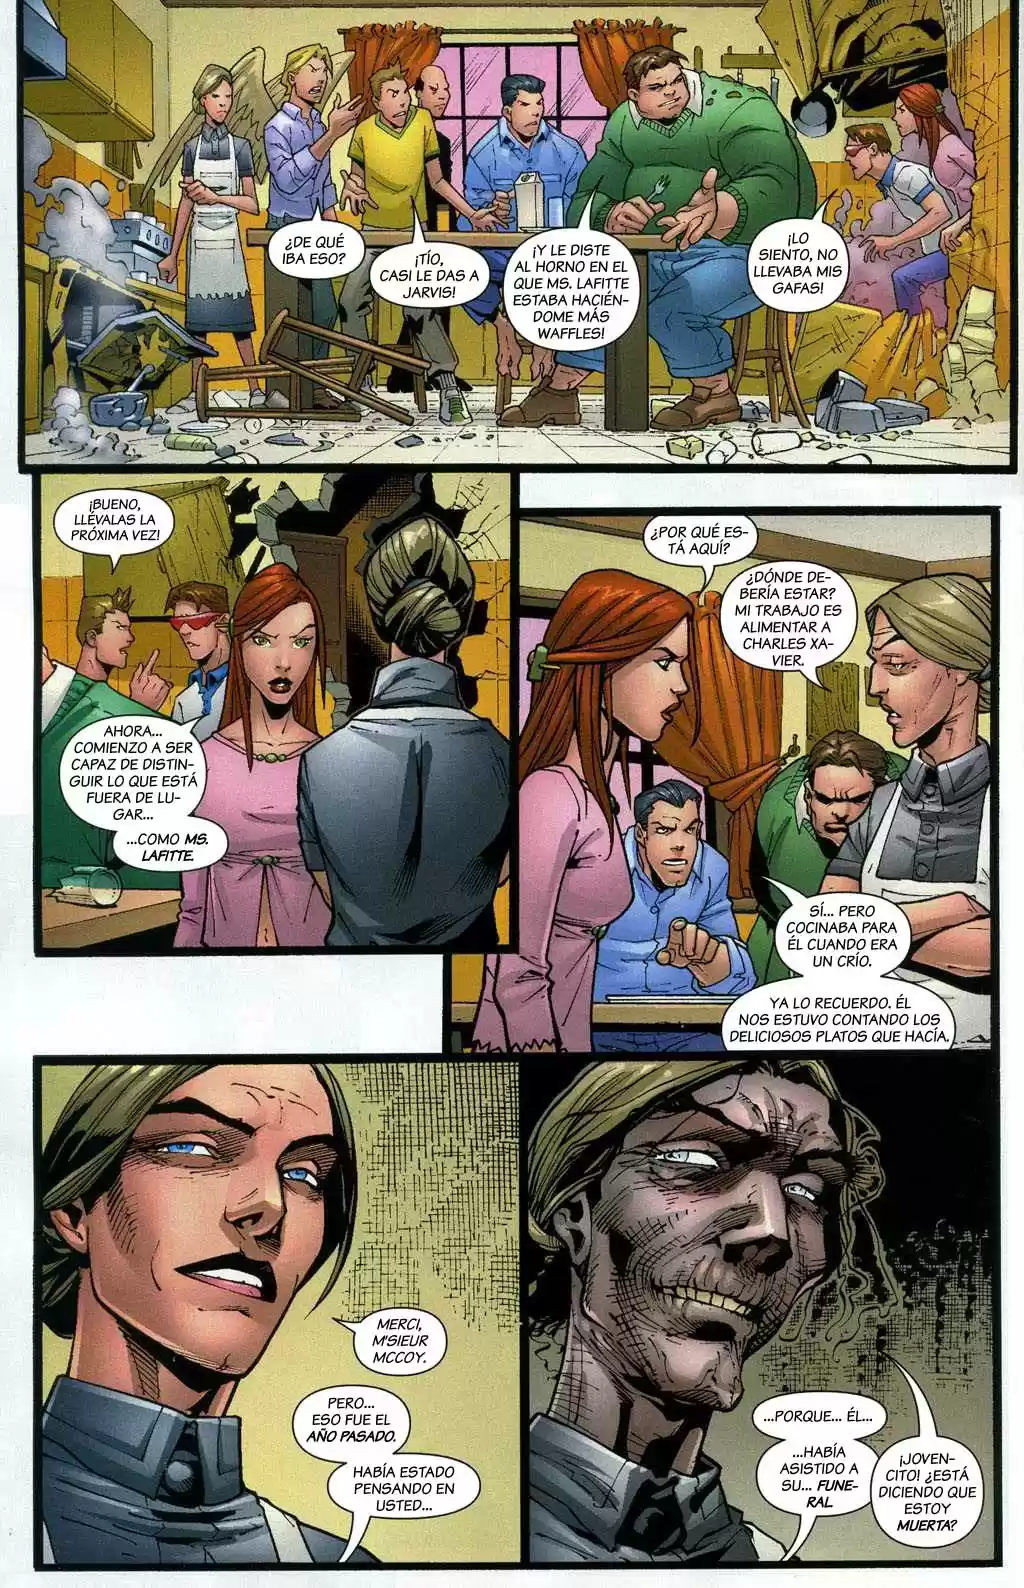 ¿DE QUÉ
IBA ESO?
¡TÍO,
CASI LE DAS A
JARVIS!
¡Y LE DISTE
AL HORNO EN EL
QUE MS. LAFITTE
ESTABA HACIÉN-
DOME MÁS
WAFFLES!
¡LO
SIENTO, NO
LLEVABA MIS
GAFAS!
¡BUENO,
LLÉVALAS LA
PRÓXIMA VEZ!
AHORA...
COMIENZO A SER
CAPAZ DE DISTIN-
GUIR LO QUE ESTÁ
FUERA DE LU-
GAR...
...COMO MS.
LAFITTE.
¿POR QUÉ ES-
TÁ AQUÍ?
¿DÓNDE DE-
BERÍA ESTAR?
MI TRABAJO ES
ALIMENTAR A
CHARLES XA-
VIER.
SÍ... PERO
COCINABA PARA
ÉL CUANDO ERA
UN CRÍO.
YA LO RECUERDO. ÉL
NOS ESTUVO CONTANDO LOS
DELICIOSOS PLATOS QUE HACÍA.
MERCI,
M'SIEUR
MCCOY.
PERO...
ESO FUE EL
AÑO PASADO.
HABÍA ESTADO
PENSANDO EN
USTED...
...PORQUE... ÉL...
...HABÍA
ASISTIDO A
SU... FUNE-
RAL.
¡JOVEN-
CITO! ¿ESTÁ
DICIENDO QUE
ESTOY
MUERTA?